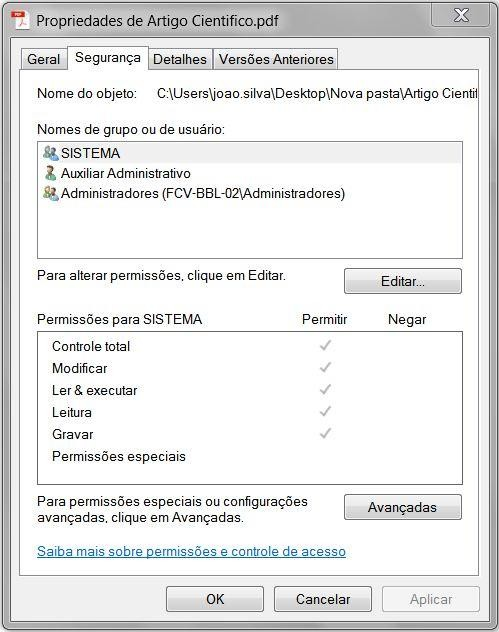 Propriedades de Artigo Cientifico.pdf
Geral Segurança Detalhes Versões Anteriores
Nome do objeto: C:\Users\joao.silva\Desktop\Nova pasta\Artigo Cientif
Nomes de grupo ou de usuário:
SISTEMA
Auxiliar Administrativo
Administradores (FCV-BBL-02\Administradores)
Para alterar permissões, clique em Editar.
Editar...
Permissões para SISTEMA Permitir Negar
Controle total
Modificar
Ler & executar
Leitura
Gravar
Permissões especiais
Para permissões especiais ou configurações
avançadas, clique em Avançadas.
Avançadas
Saiba mais sobre permissões e controle de acesso
OK Cancelar Aplicar